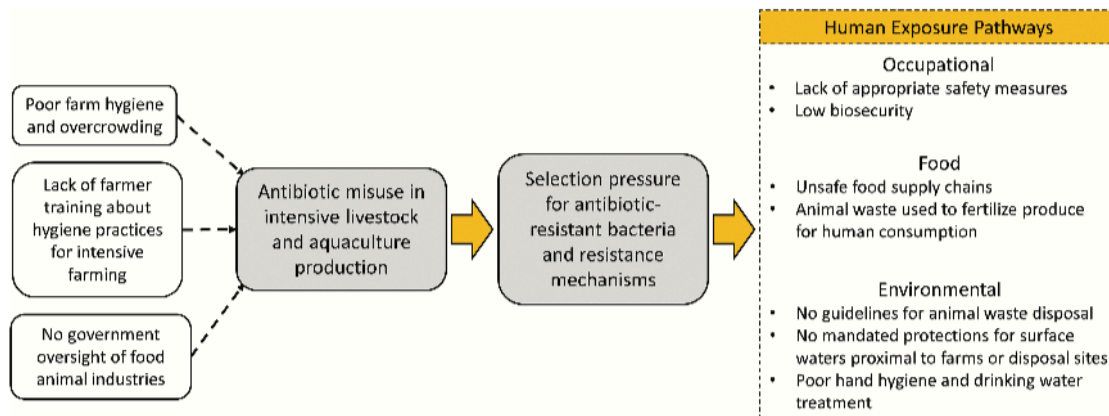 Poor farm hygiene
and overcrowding
Lack of farmer
training about
hygiene practices
for intensive
farming
No government
oversight of food
animal industries
Antibiotic misuse in
intensive livestock
and aquaculture
production
Selection pressure
for antibiotic-
resistant bacteria
and resistance
mechanisms
Human Exposure Pathways
Occupational
• Lack of appropriate safety measures
• Low biosecurity
Food
• Unsafe food supply chains
• Animal waste used to fertilize produce
for human consumption
Environmental
• No guidelines for animal waste disposal
• No mandated protections for surface
waters proximal to farms or disposal sites
• Poor hand hygiene and drinking water
treatment